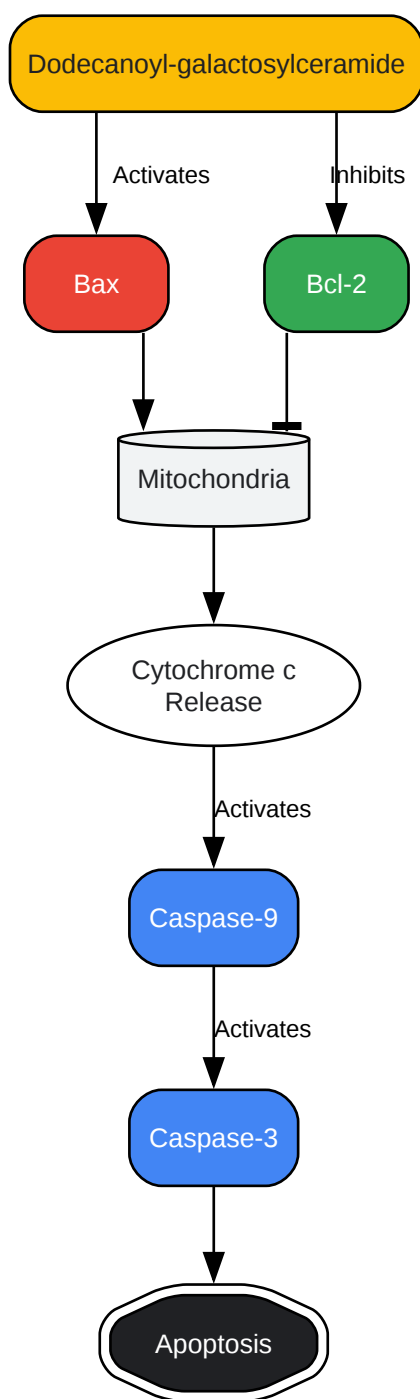 Dodecanoyl-galactosylceramide
Activates
Inhibits
Bax
Bcl-2
Mitochondria
Cytochrome c
Release
Activates
Caspase-9
Activates
Caspase-3
Apoptosis